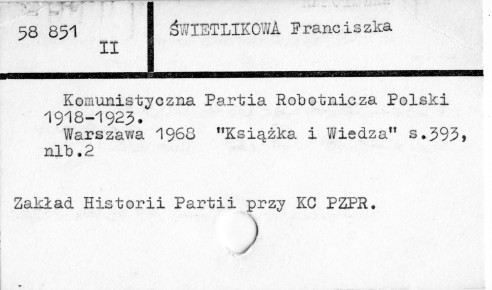 58 851
II
ŚWIETLIKOWA Franciszka
Komunistyczna Partia Robotnicza Polski
1918-1923.
Warszawa 1968 "Książka i Wiedza" s.393,
nlb.2
Zakład Historii Partii przy KC PZPR.